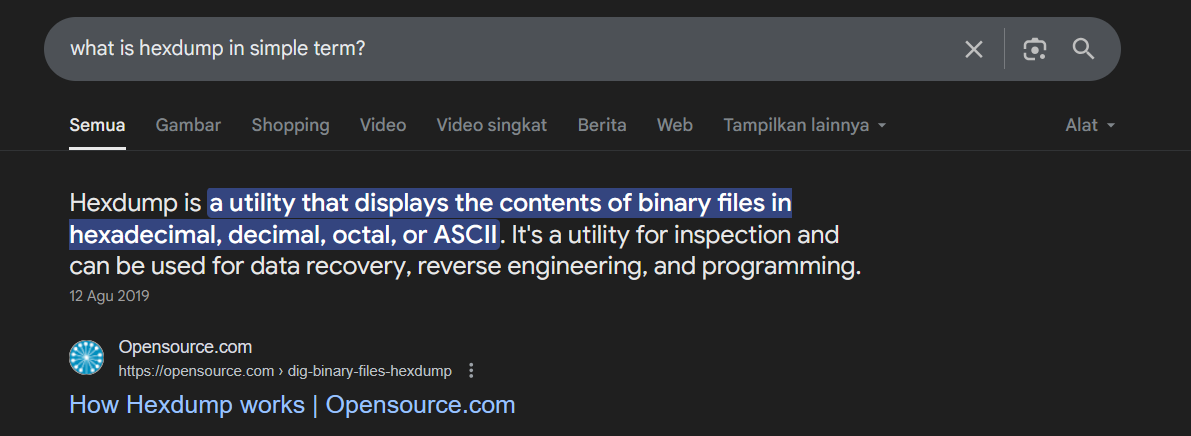 what is hexdump in simple term?
Semua Gambar Shopping Video Video singkat Berita Web Tampilkan lainnya Alat
Hexdump is a utility that displays the contents of binary files in
hexadecimal, decimal, octal, or ASCII. It's a utility for inspection and
can be used for data recovery, reverse engineering, and programming.
12 Agu 2019
Opensource.com
https://opensource.com › dig-binary-files-hexdump
How Hexdump works | Opensource.com